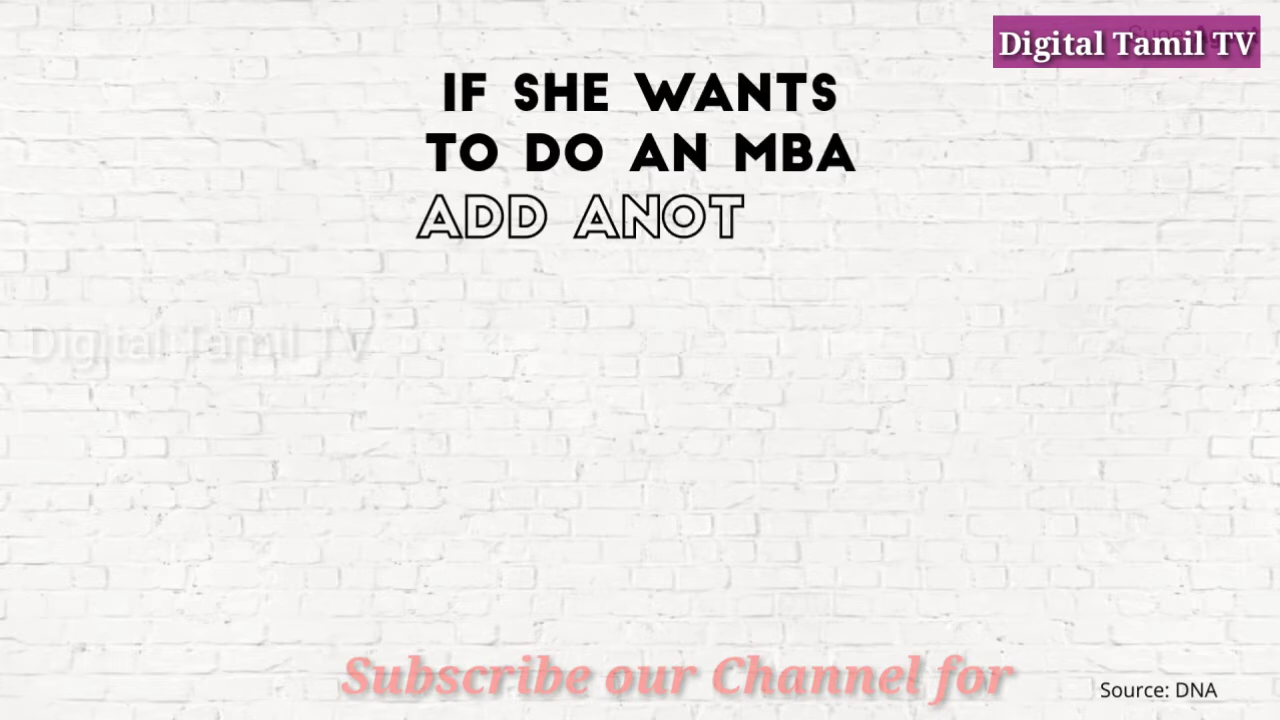 Digital Tamil TV
IF SHE WANTS
TO DO AN MBA
ADD ANOT
Digital Tamil TV
Subscribe our Channel for
Source: DNA